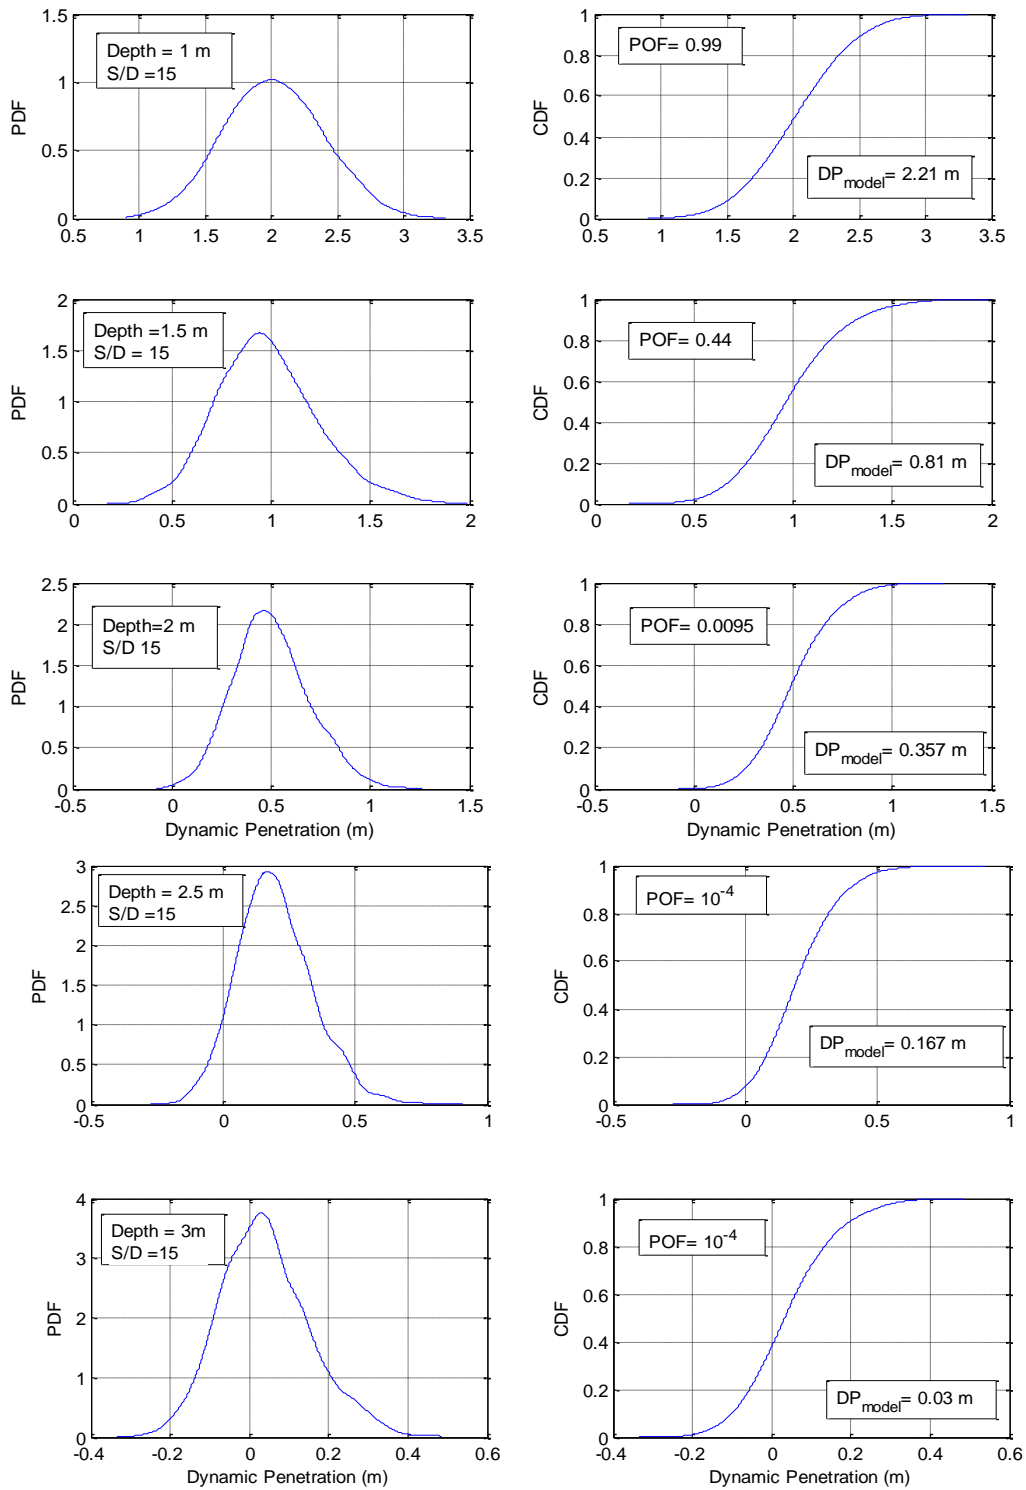 1.5
1
0.5
0
PDF
Depth = 1 m
S/D =15
0.5 1 1.5 2 2.5 3 3.5
1
0.8
0.6
0.4
0.2
0
CDF
POF= 0.99
DPmodel= 2.21 m
0.5 1 1.5 2 2.5 3 3.5
2
1.5
1
0.5
0
PDF
Depth =1.5 m
S/D = 15
0 0.5 1 1.5 2
1
0.8
0.6
0.4
0.2
0
CDF
POF= 0.44
DPmodel= 0.81 m
0 0.5 1 1.5 2
2.5
2
1.5
1
0.5
0
PDF
Depth=2 m
S/D 15
-0.5 0 0.5 1 1.5
Dynamic Penetration (m)
1
0.8
0.6
0.4
0.2
0
CDF
POF= 0.0095
DPmodel= 0.357 m
-0.5 0 0.5 1 1.5
Dynamic Penetration (m)
3
2.5
2
1.5
1
0.5
0
PDF
Depth = 2.5 m
S/D =15
-0.5 0 0.5 1
1
0.8
0.6
0.4
0.2
0
CDF
POF= 10-4
DPmodel= 0.167 m
-0.5 0 0.5 1
4
3
2
1
0
PDF
Depth = 3m
S/D =15
-0.4 -0.2 0 0.2 0.4 0.6
Dynamic Penetration (m)
1
0.8
0.6
0.4
0.2
0
CDF
POF= 10-4
DPmodel= 0.03 m
-0.4 -0.2 0 0.2 0.4 0.6
Dynamic Penetration (m)